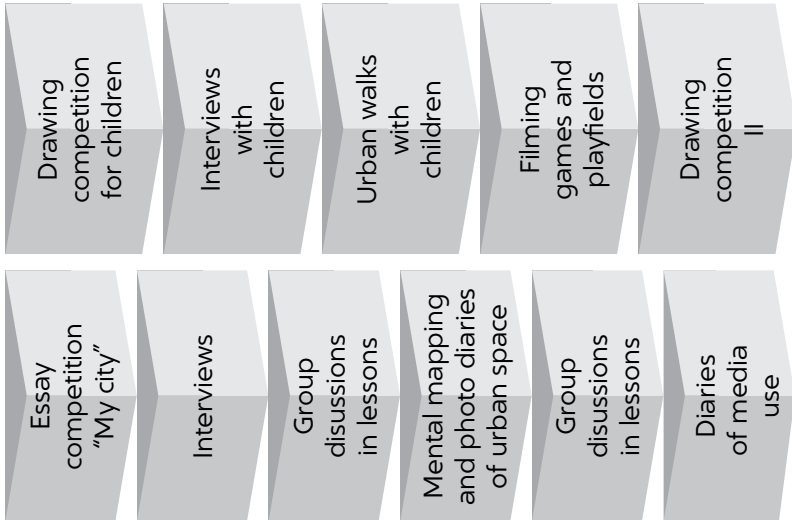 Drawing
competition
for children
Interviews
with
children
Urban walks
with
children
Filming
games and
playfields
Drawing
competition
II
Essay
competition
“My city”
Interviews
Group
disussions
in lessons
Mental mapping
and photo diaries
of urban space
Group
disussions
in lessons
Diaries
of media
use